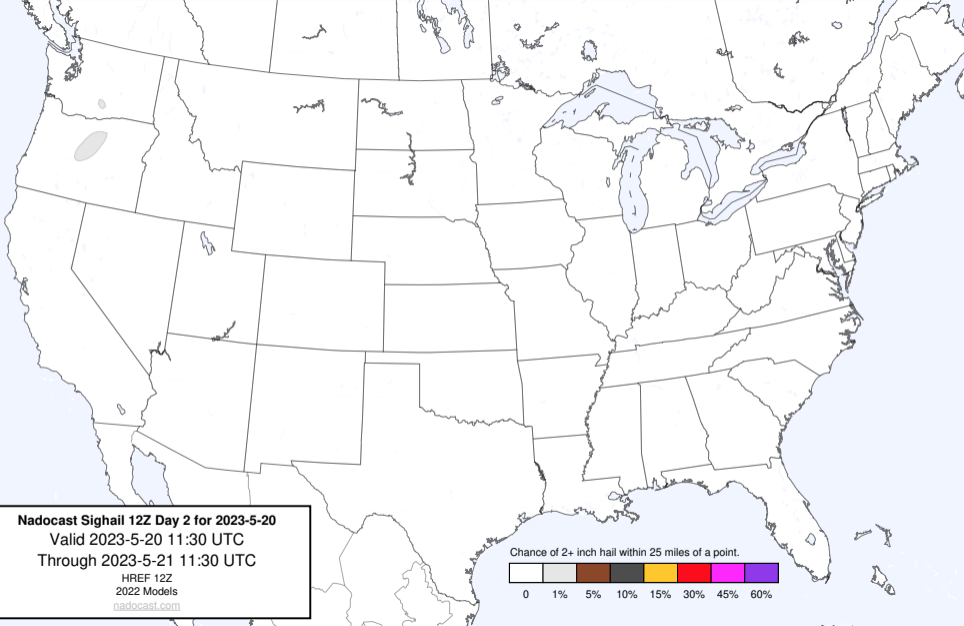 Nadocast Sighail 12Z Day 2 for 2023-5-20
Valid 2023-5-20 11:30 UTC
Through 2023-5-21 11:30 UTC
HREF 12Z
2022 Models
nadocast.com
Chance of 2+ inch hail within 25 miles of a point.
0 1% 5% 10% 15% 30% 45% 60%